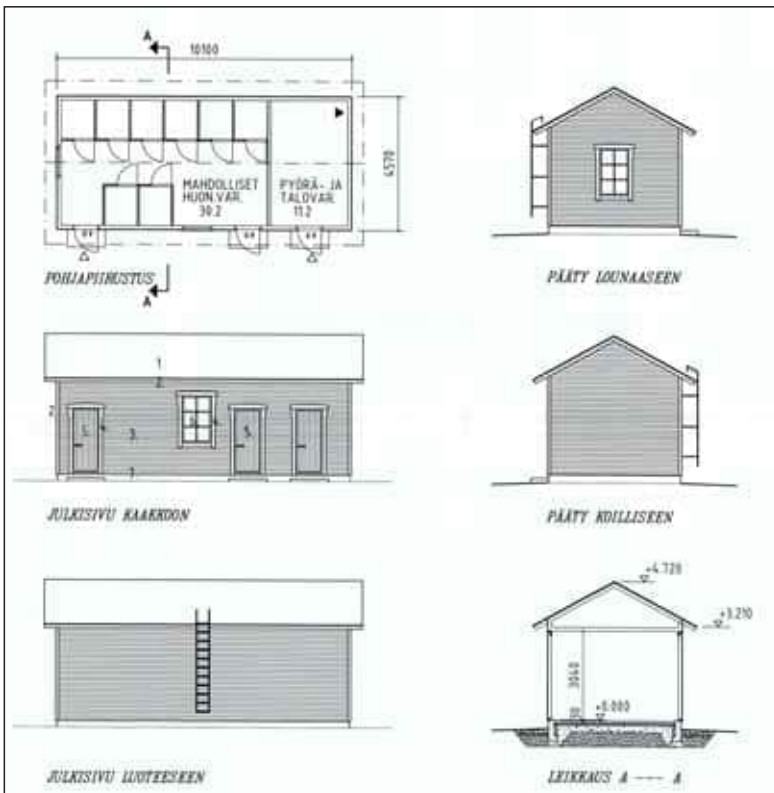 A
10100
4570
MAHDOLLISET
HUON.VAR.
30.2
PYÖRÄ- JA
TALOVAR.
11.2
POHJAPIIRUSTUS
A
PÄÄTY LOUNAASEEN
1
2.
2
3.
5.
JULKISIVU KAAKKOON
PÄÄTY KOILLISEEN
JULKISIVU LUOTEESEEN
+4.720
+3.210
3040
±0.000
LEIKKAUS A --- A